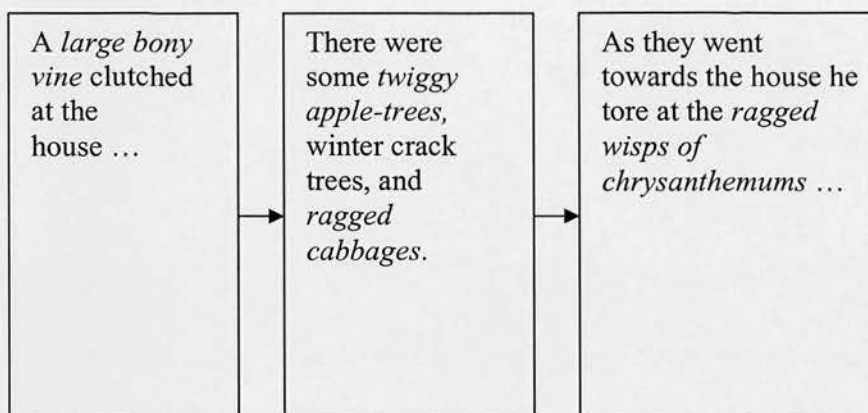 A large bony
vine clutched
at the
house …
There were
some twiggy
apple-trees,
winter crack
trees, and
ragged
cabbages.
As they went
towards the house he
tore at the ragged
wisps of
chrysanthemums …